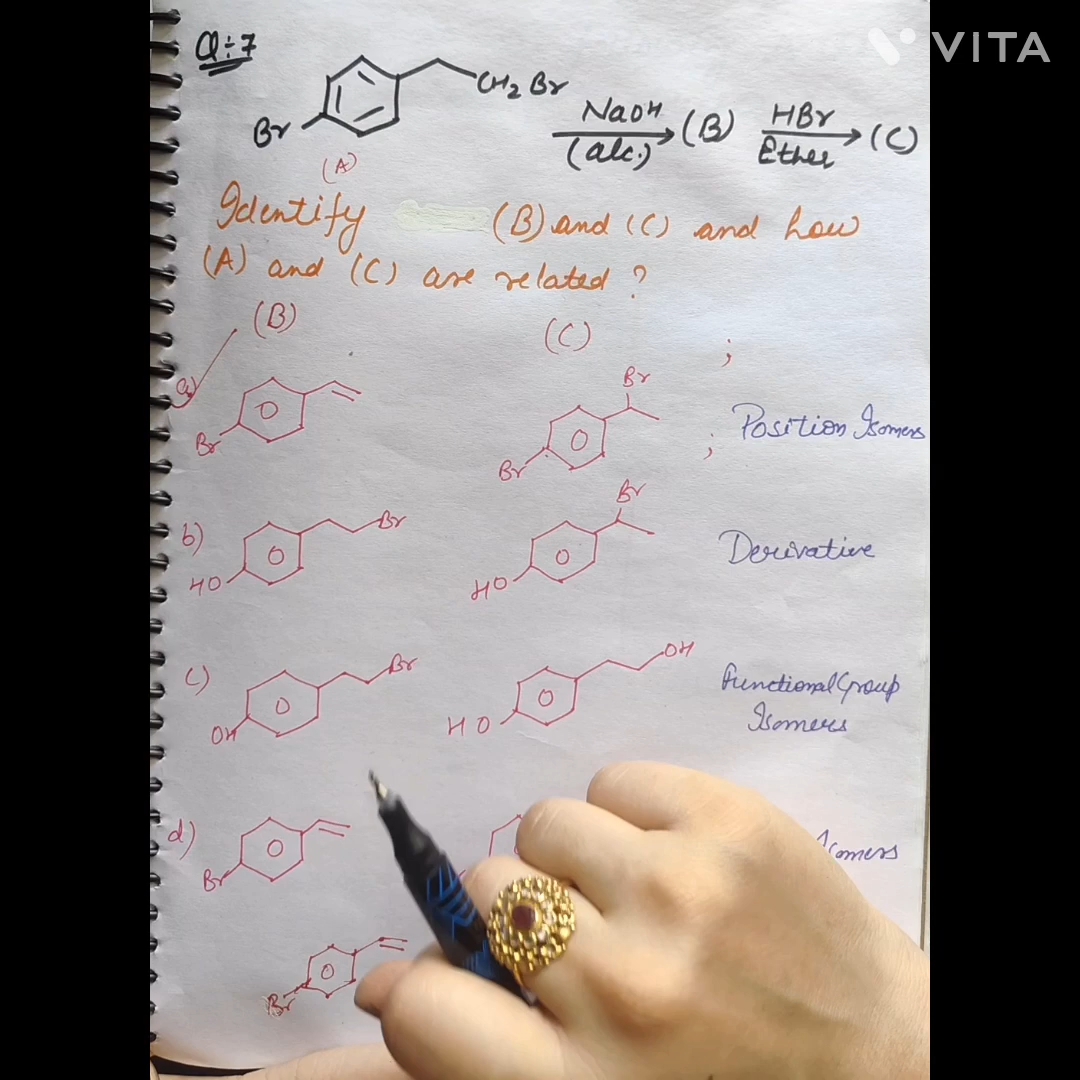 VITA
Q:-7
CH2 Br
Br
(A)
NaOH
(alc.)
(B)
HBr
Ether
(C)
Identify (B) and (C) and how
(A) and (C) are related ?
(B) (C) ;
a) Br Br Br ; Position Isomers
b) HO Br HO Br Derivative
c) OH Br HO OH Functional Group
Isomers
d) Br
Br